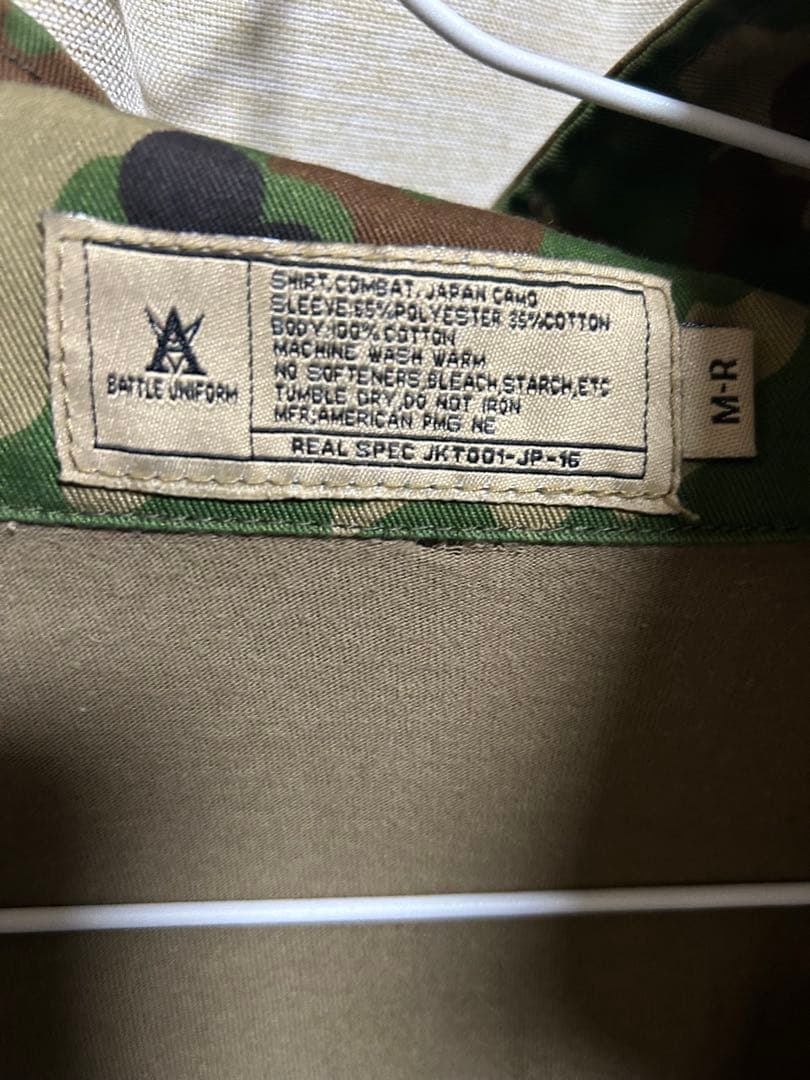 BATTLE UNIFORM
SHIRT, COMBAT, JAPAN CAMO
SLEEVE:65%POLYESTER 35%COTTON
BODY:100%COTTON
MACHINE WASH WARM
NO SOFTENERS,BLEACH,STARCH,ETC
TUMBLE DRY,DO NOT IRON
MFR:AMERICAN PMG NE
REAL SPEC JKT001-JP-16
M-R